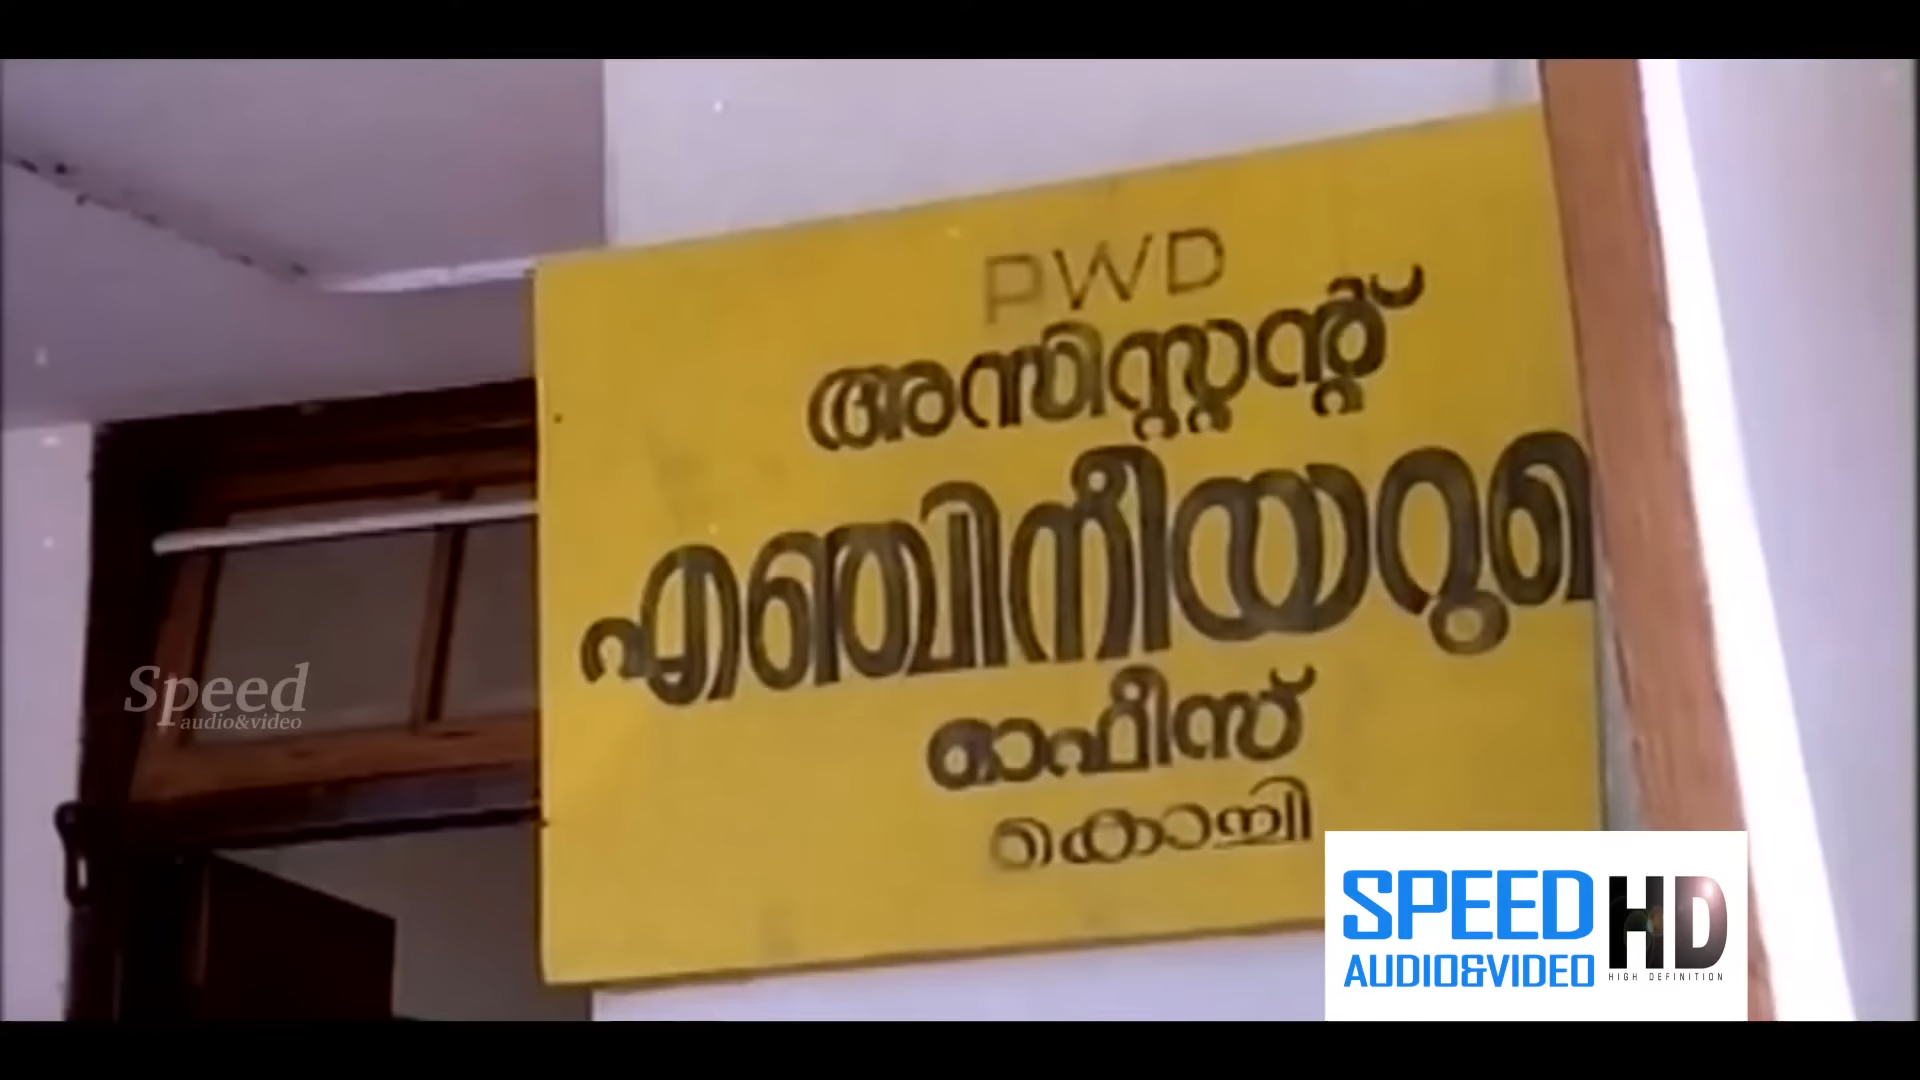 PWD
അസിസ്റ്റന്റ്
എഞ്ചിനീയറുടെ
ഓഫീസ്
കൊച്ചി
Speed
audio&video
SPEED HD
AUDIO&VIDEO HIGH DEFINITION